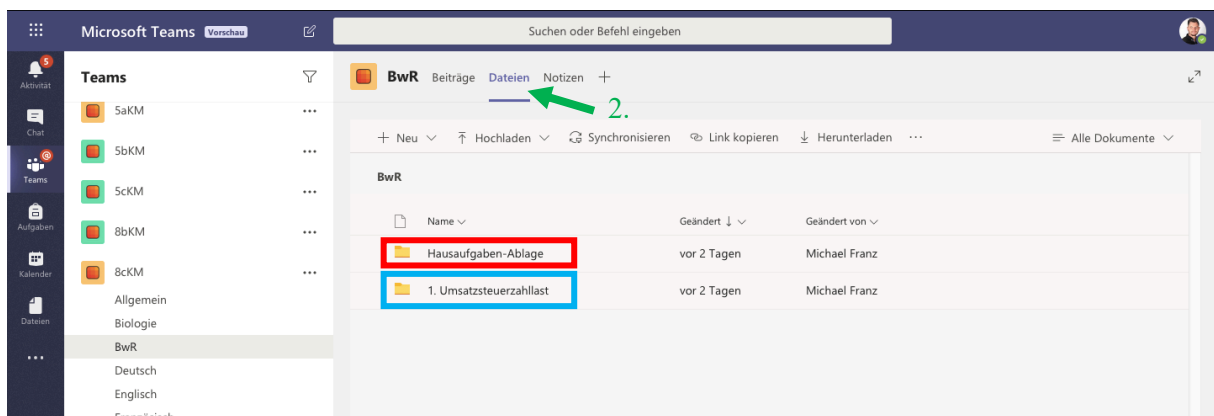 Microsoft Teams Vorschau
Suchen oder Befehl eingeben
5
Aktivität
Chat
@
Teams
Aufgaben
Kalender
Dateien
Teams
5aKM
5bKM
5cKM
8bKM
8cKM
Allgemein
Biologie
BwR
Deutsch
Englisch
Französisch
BwR Beiträge Dateien Notizen +
2.
+ Neu Hochladen Synchronisieren Link kopieren Herunterladen ... Alle Dokumente
BwR
Name Geändert ↓ Geändert von
Hausaufgaben-Ablage vor 2 Tagen Michael Franz
1. Umsatzsteuerzahllast vor 2 Tagen Michael Franz